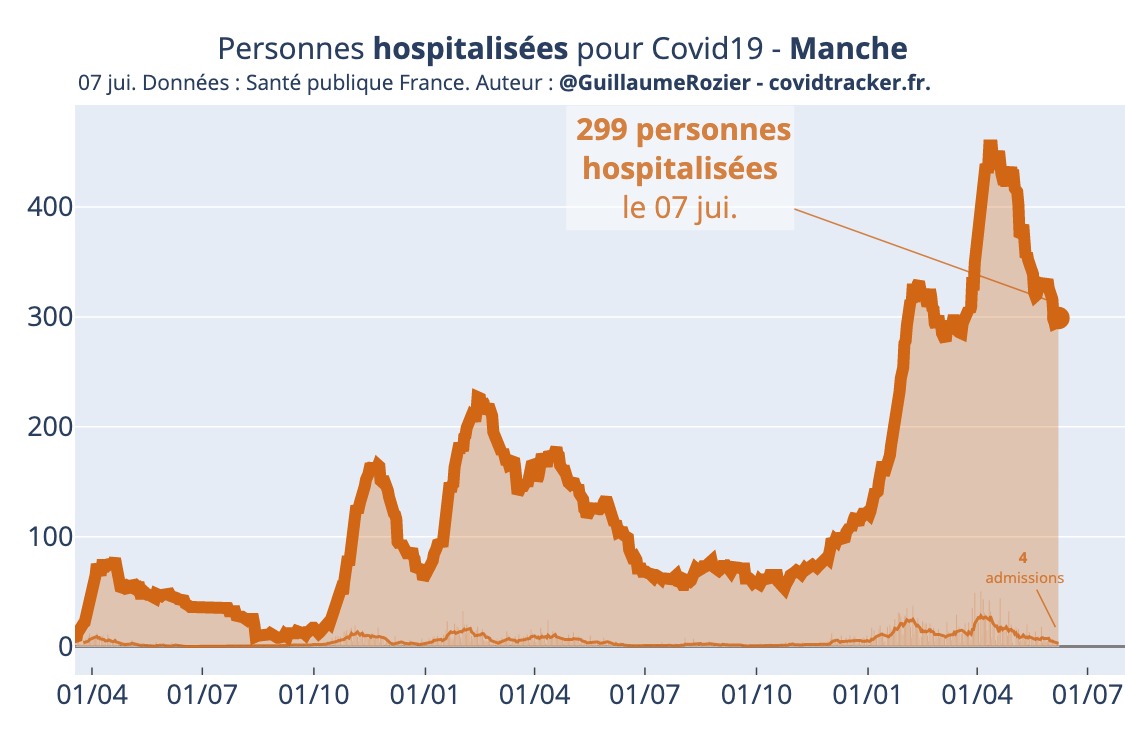 Personnes hospitalisées pour Covid19 - Manche
07 jui. Données : Santé publique France. Auteur : @GuillaumeRozier - covidtracker.fr.
299 personnes
hospitalisées
le 07 jui.
400
300
200
100
0
4
admissions
01/04 01/07 01/10 01/01 01/04 01/07 01/10 01/01 01/04 01/07